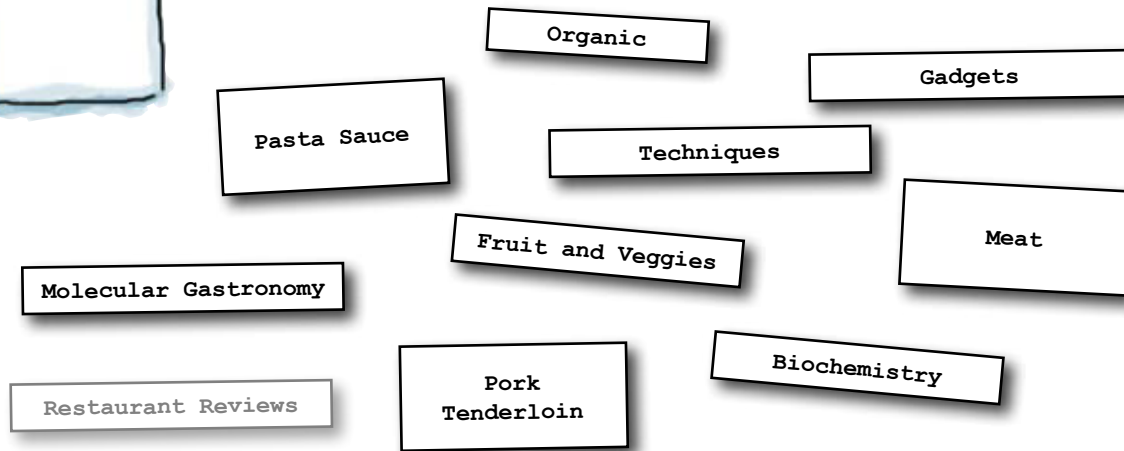 Organic
Gadgets
Pasta Sauce
Techniques
Fruit and Veggies
Meat
Molecular Gastronomy
Biochemistry
Restaurant Reviews
Pork
Tenderloin